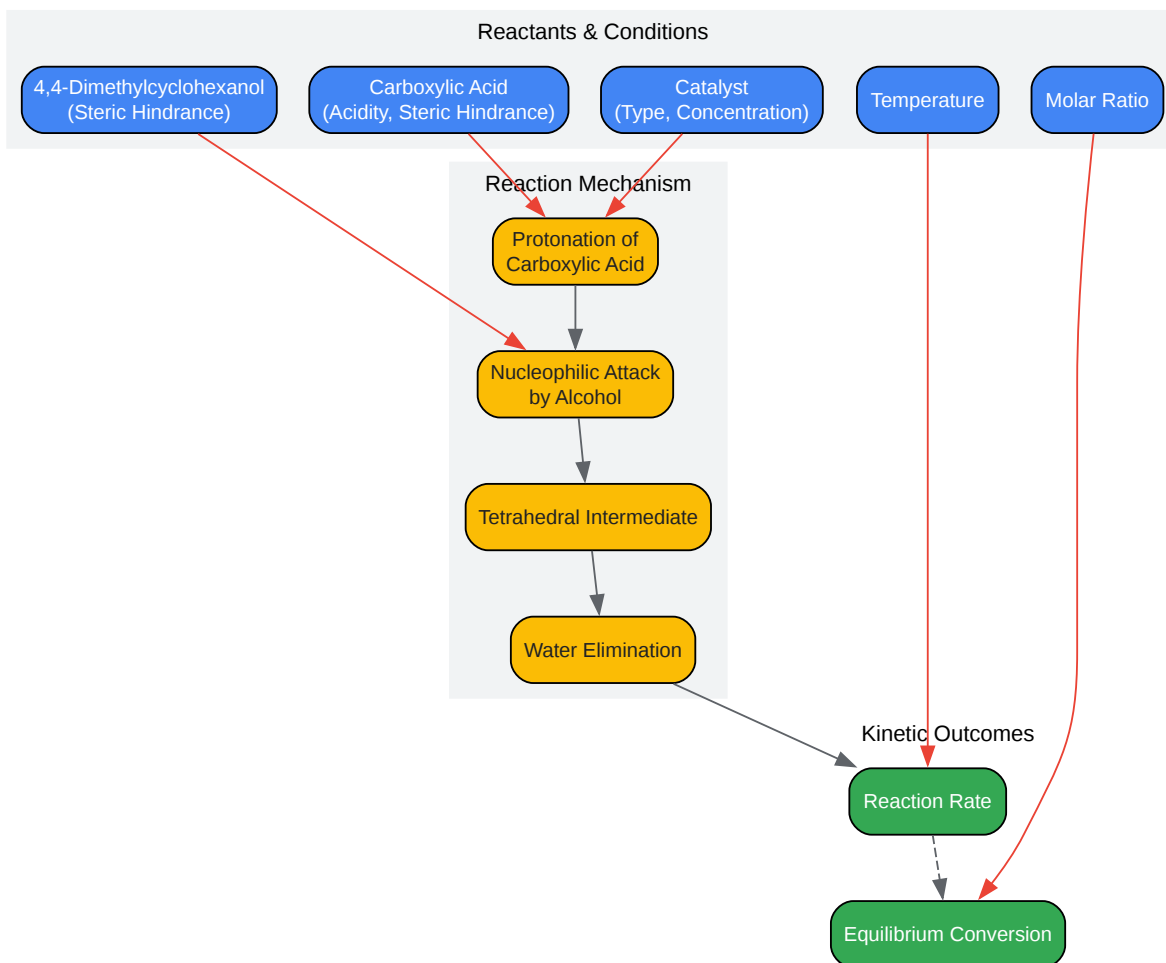 Reactants & Conditions
4,4-Dimethylcyclohexanol
(Steric Hindrance)
Carboxylic Acid
(Acidity, Steric Hindrance)
Catalyst
(Type, Concentration)
Temperature
Molar Ratio
Reaction Mechanism
Protonation of
Carboxylic Acid
Nucleophilic Attack
by Alcohol
Tetrahedral Intermediate
Water Elimination
Kinetic Outcomes
Reaction Rate
Equilibrium Conversion